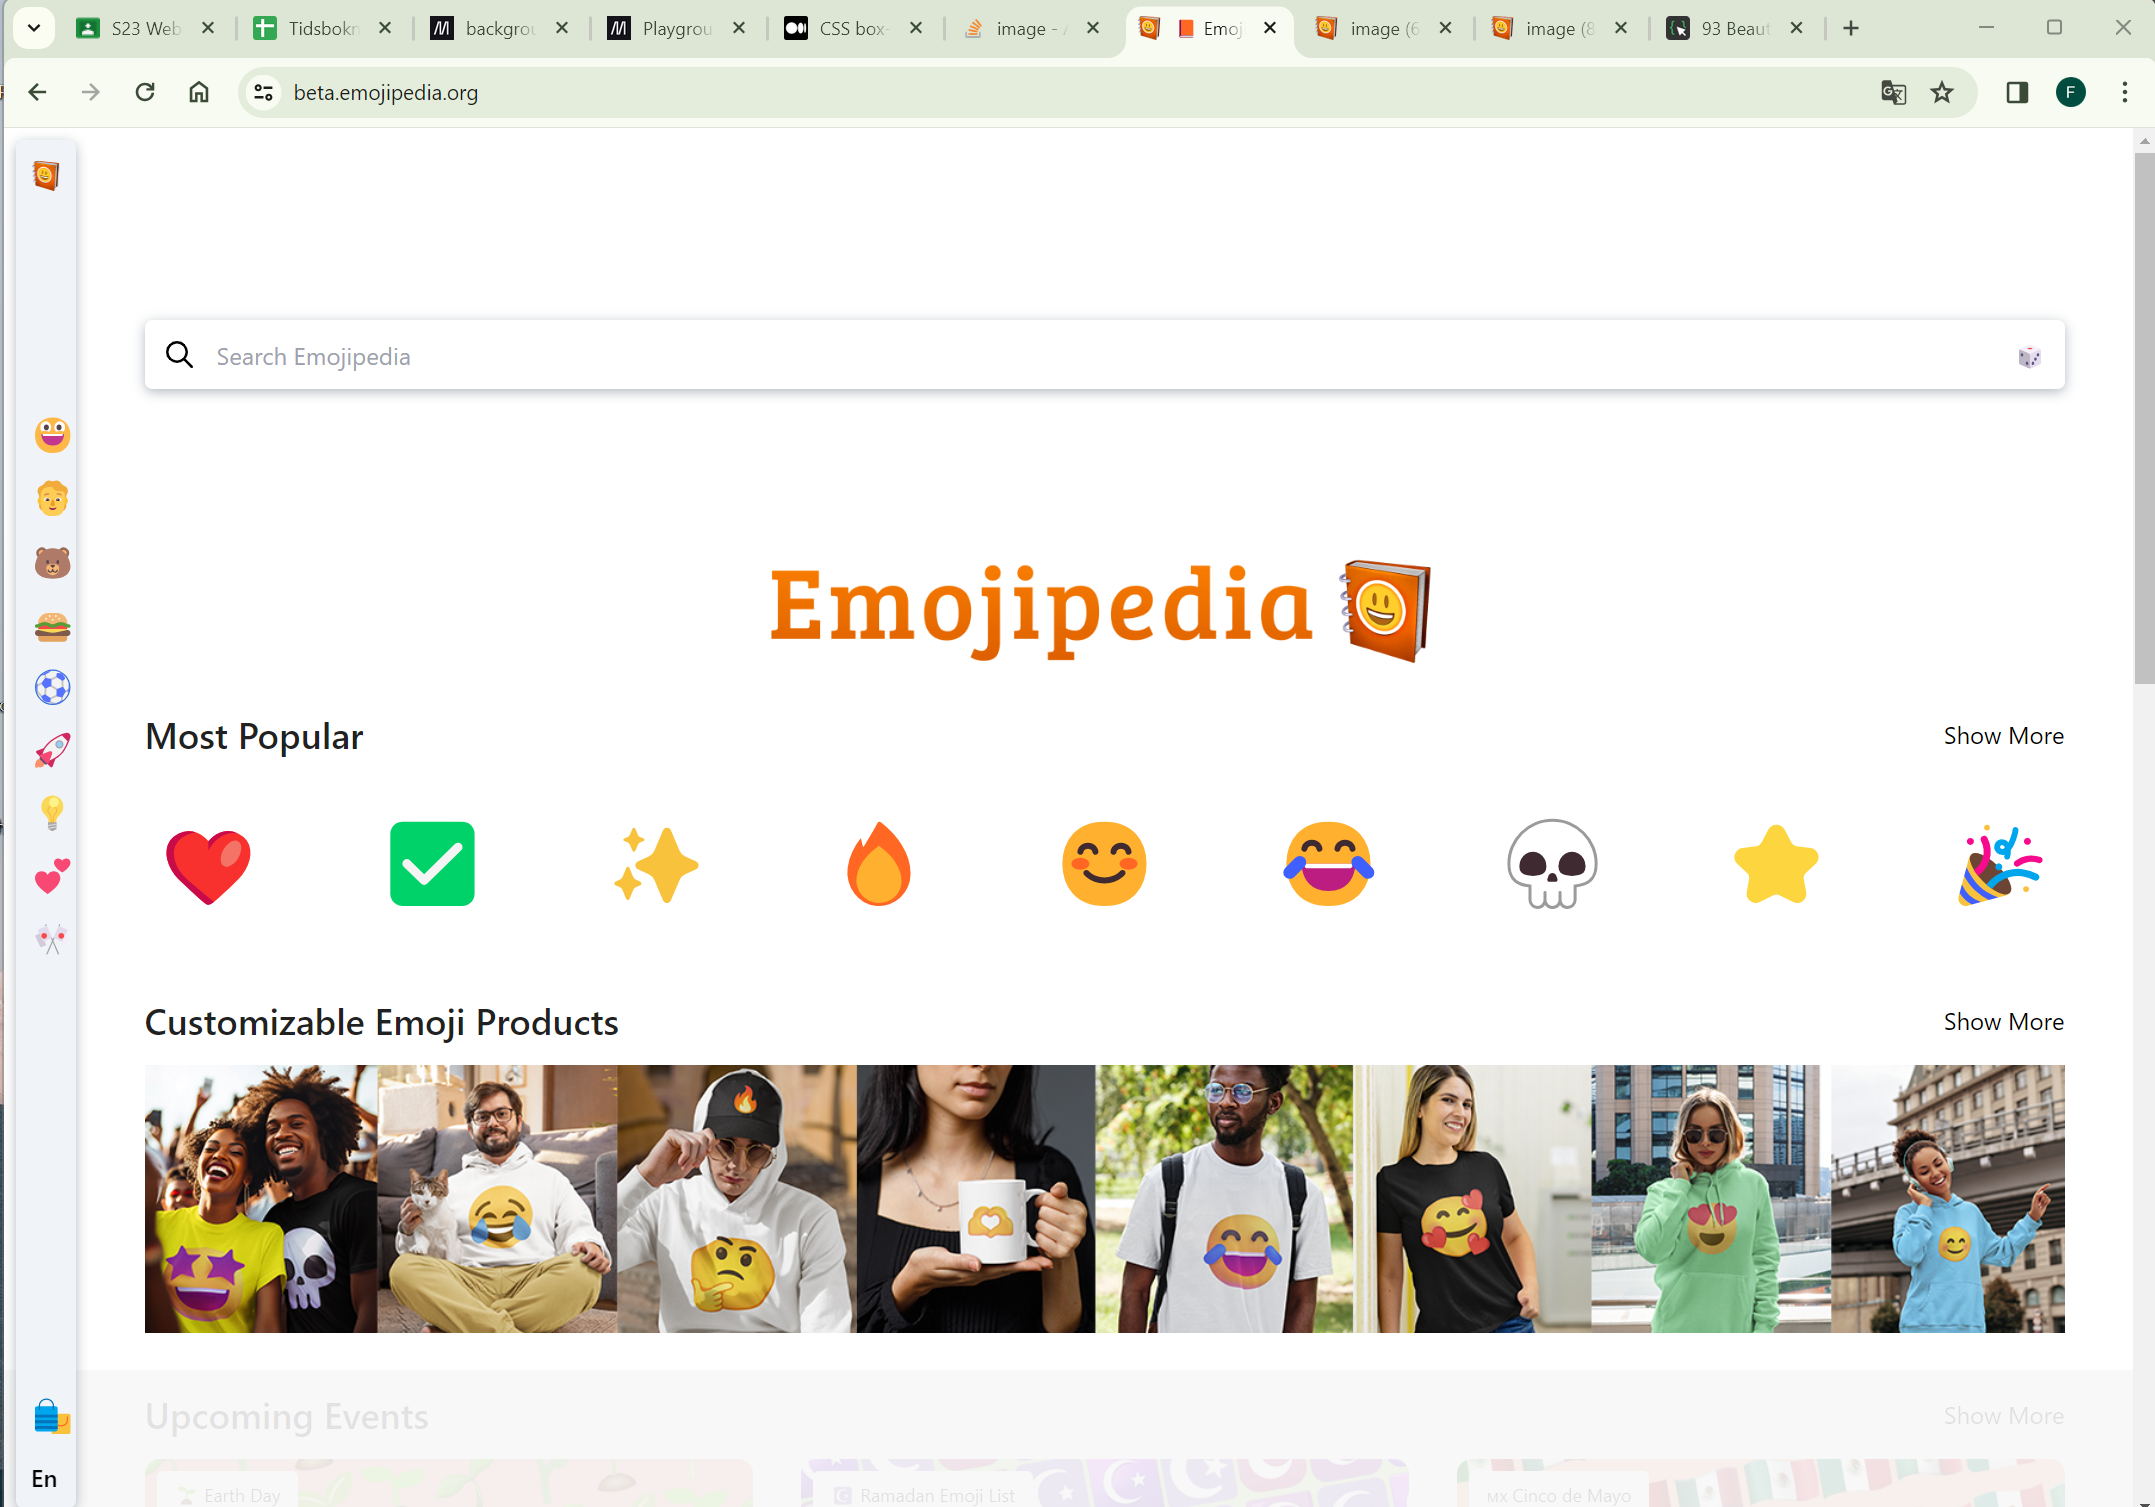 S23 Web
Tidsbokn
backgrou
Playgrou
CSS box-
image - A
Emoj
image (6
image (8
93 Beaut
beta.emojipedia.org
F
Search Emojipedia
Emojipedia
Most Popular
Show More
Customizable Emoji Products
Show More
Upcoming Events
Show More
Earth Day
Ramadan Emoji List
MX Cinco de Mayo
En